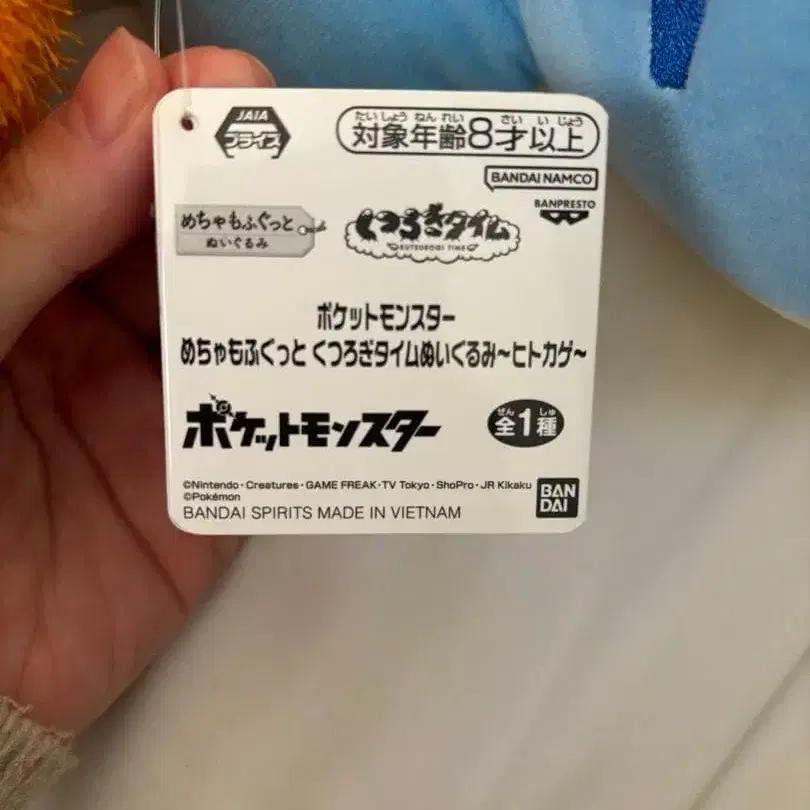 JAIA
プライズ
たいしょうねんれい さいいじょう
対象年齢8才以上
BANDAI NAMCO
BANPRESTO
めちゃもふぐっと
ぬいぐるみ
くつろぎタイム
KUTSUROGI TIME
ポケットモンスター
めちゃもふぐっと くつろぎタイムぬいぐるみ~ヒトカゲ~
ポケットモンスター
ぜん しゅ
全1種
©Nintendo・Creatures・GAME FREAK・TV Tokyo・ShoPro・JR Kikaku
©Pokémon
BANDAI SPIRITS MADE IN VIETNAM
BAN
DAI